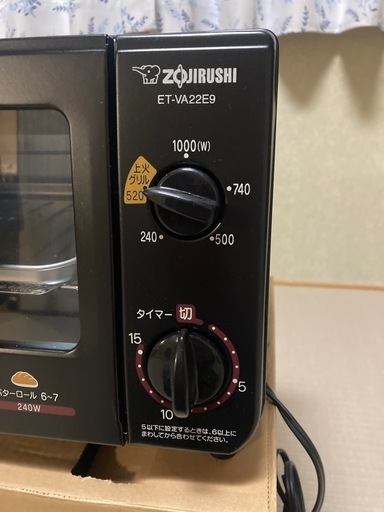 ZOJIRUSHI
ET-VA22E9
1000(W)
上火
グリル
520
740
240
500
タイマー 切
15
5
10
バターロール 6~7
240W
5以下に設定するときは、6以上に
まわしてから合わせてください。